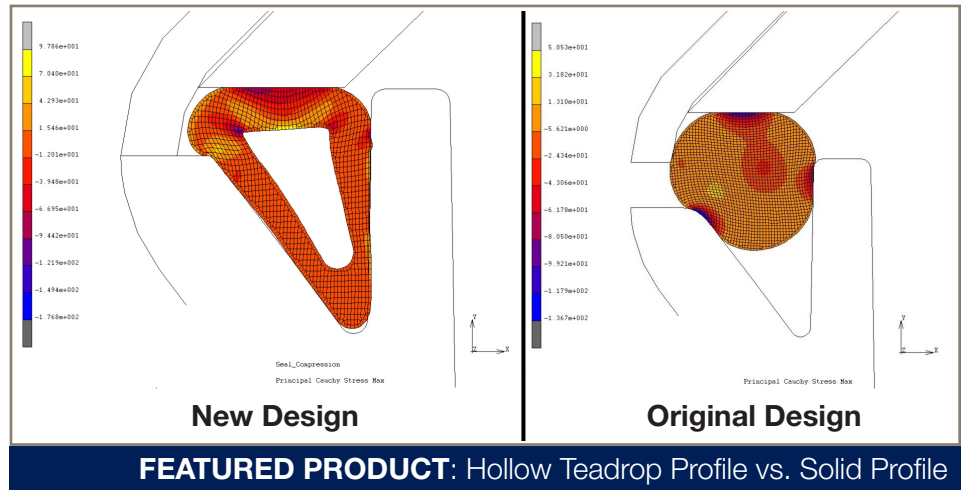 9.786e+001
7.040e+001
4.293e+001
1.546e+001
-1.201e+001
-3.948e+001
-6.695e+001
-9.442e+001
-1.219e+002
-1.494e+002
-1.768e+002
Y
Z X
Seal_Compression
Principal Cauchy Stress Max
New Design
5.053e+001
3.182e+001
1.310e+001
-5.621e+000
-2.434e+001
-4.306e+001
-6.178e+001
-8.050e+001
-9.921e+001
-1.179e+002
-1.367e+002
Y
Z X
Principal Cauchy Stress Max
Original Design
FEATURED PRODUCT: Hollow Teadrop Profile vs. Solid Profile